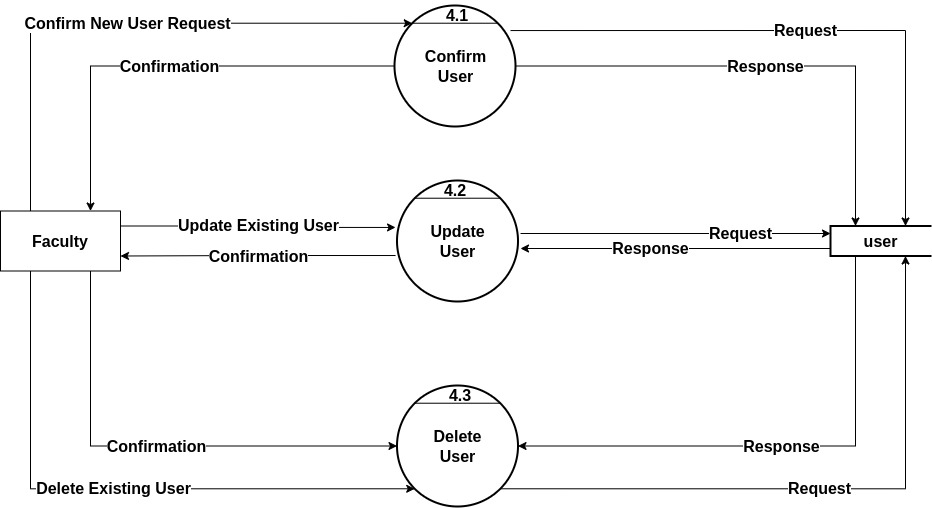 4.1
Confirm New User Request
Request
Confirm
User
Confirmation
Response
4.2
Update Existing User
Update
User
Request
Faculty
user
Confirmation
Response
4.3
Delete
User
Confirmation
Response
Delete Existing User
Request